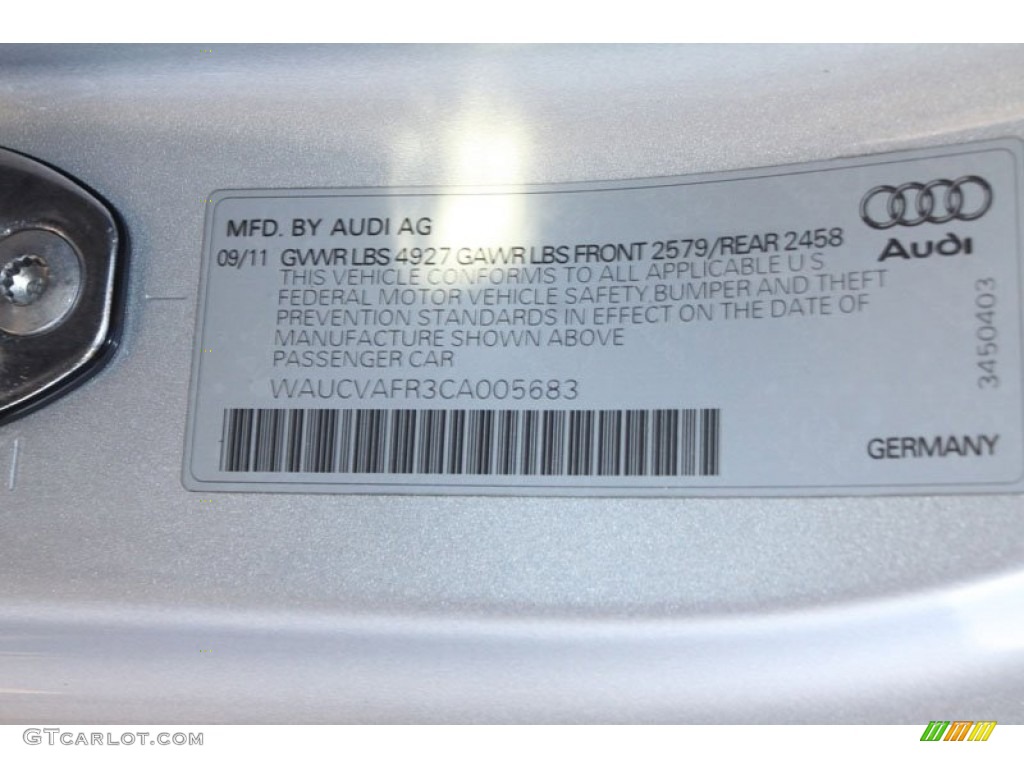 MFD. BY AUDI AG
09/11 GVWR LBS 4927 GAWR LBS FRONT 2579/REAR 2458
THIS VEHICLE CONFORMS TO ALL APPLICABLE U S
FEDERAL MOTOR VEHICLE SAFETY, BUMPER AND THEFT
PREVENTION STANDARDS IN EFFECT ON THE DATE OF
MANUFACTURE SHOWN ABOVE
PASSENGER CAR
WAUCVAFR3CA005683
Audi
3450403
GERMANY
GTCARLOT.COM